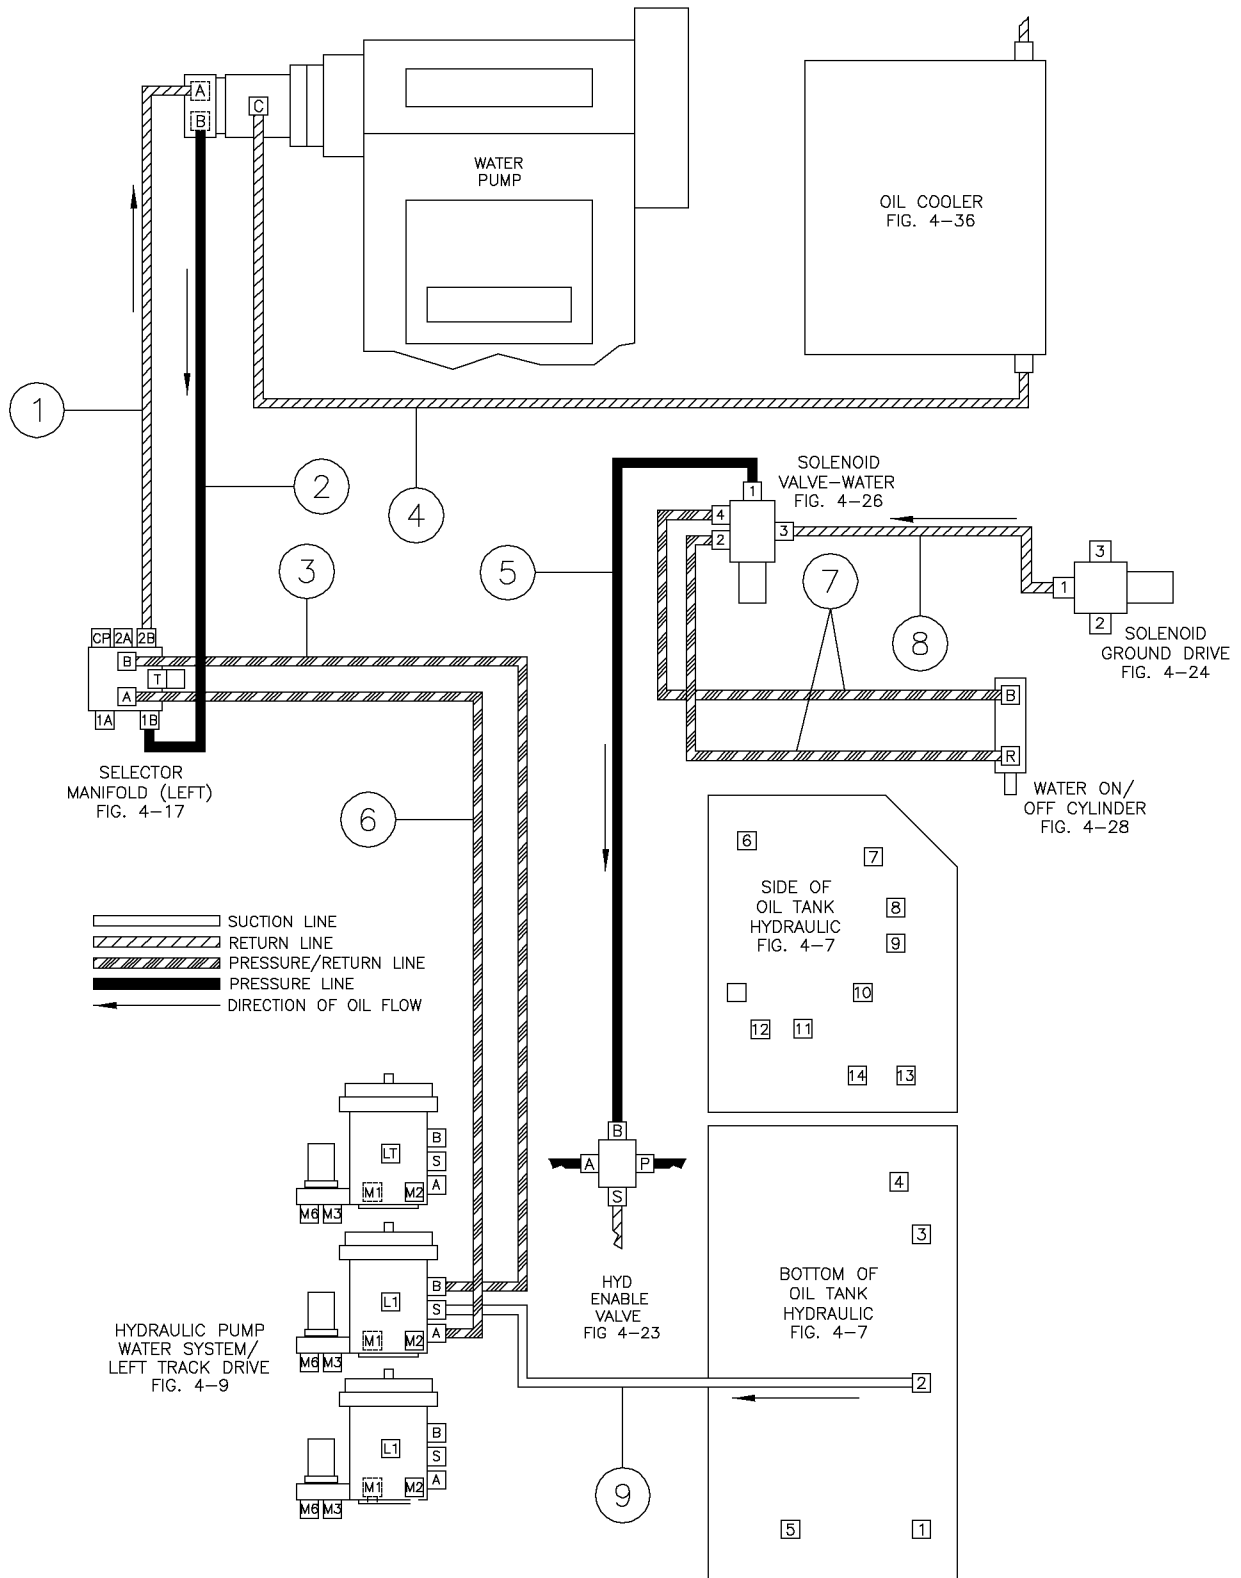 A
B
C
WATER
PUMP
OIL COOLER
FIG. 4-36
1
2
4
SOLENOID
VALVE-WATER
FIG. 4-26
1
4
2
3
3
5
7
8
3
1
2
SOLENOID
GROUND DRIVE
FIG. 4-24
CP 2A 2B
B
T
A
1A 1B
SELECTOR
MANIFOLD (LEFT)
FIG. 4-17
6
B
R
WATER ON/
OFF CYLINDER
FIG. 4-28
SUCTION LINE
RETURN LINE
PRESSURE/RETURN LINE
PRESSURE LINE
DIRECTION OF OIL FLOW
6
7
SIDE OF
OIL TANK
HYDRAULIC
FIG. 4-7
8
9
10
12 11
14 13
LT
B
S
A
M1 M2
M6 M3
B
A P
S
HYD
ENABLE
VALVE
FIG 4-23
4
3
BOTTOM OF
OIL TANK
HYDRAULIC
FIG. 4-7
2
5 1
HYDRAULIC PUMP
WATER SYSTEM/
LEFT TRACK DRIVE
FIG. 4-9
L1
B
S
A
M1 M2
M6 M3
L1
B
S
A
M1 M2
M6 M3
9